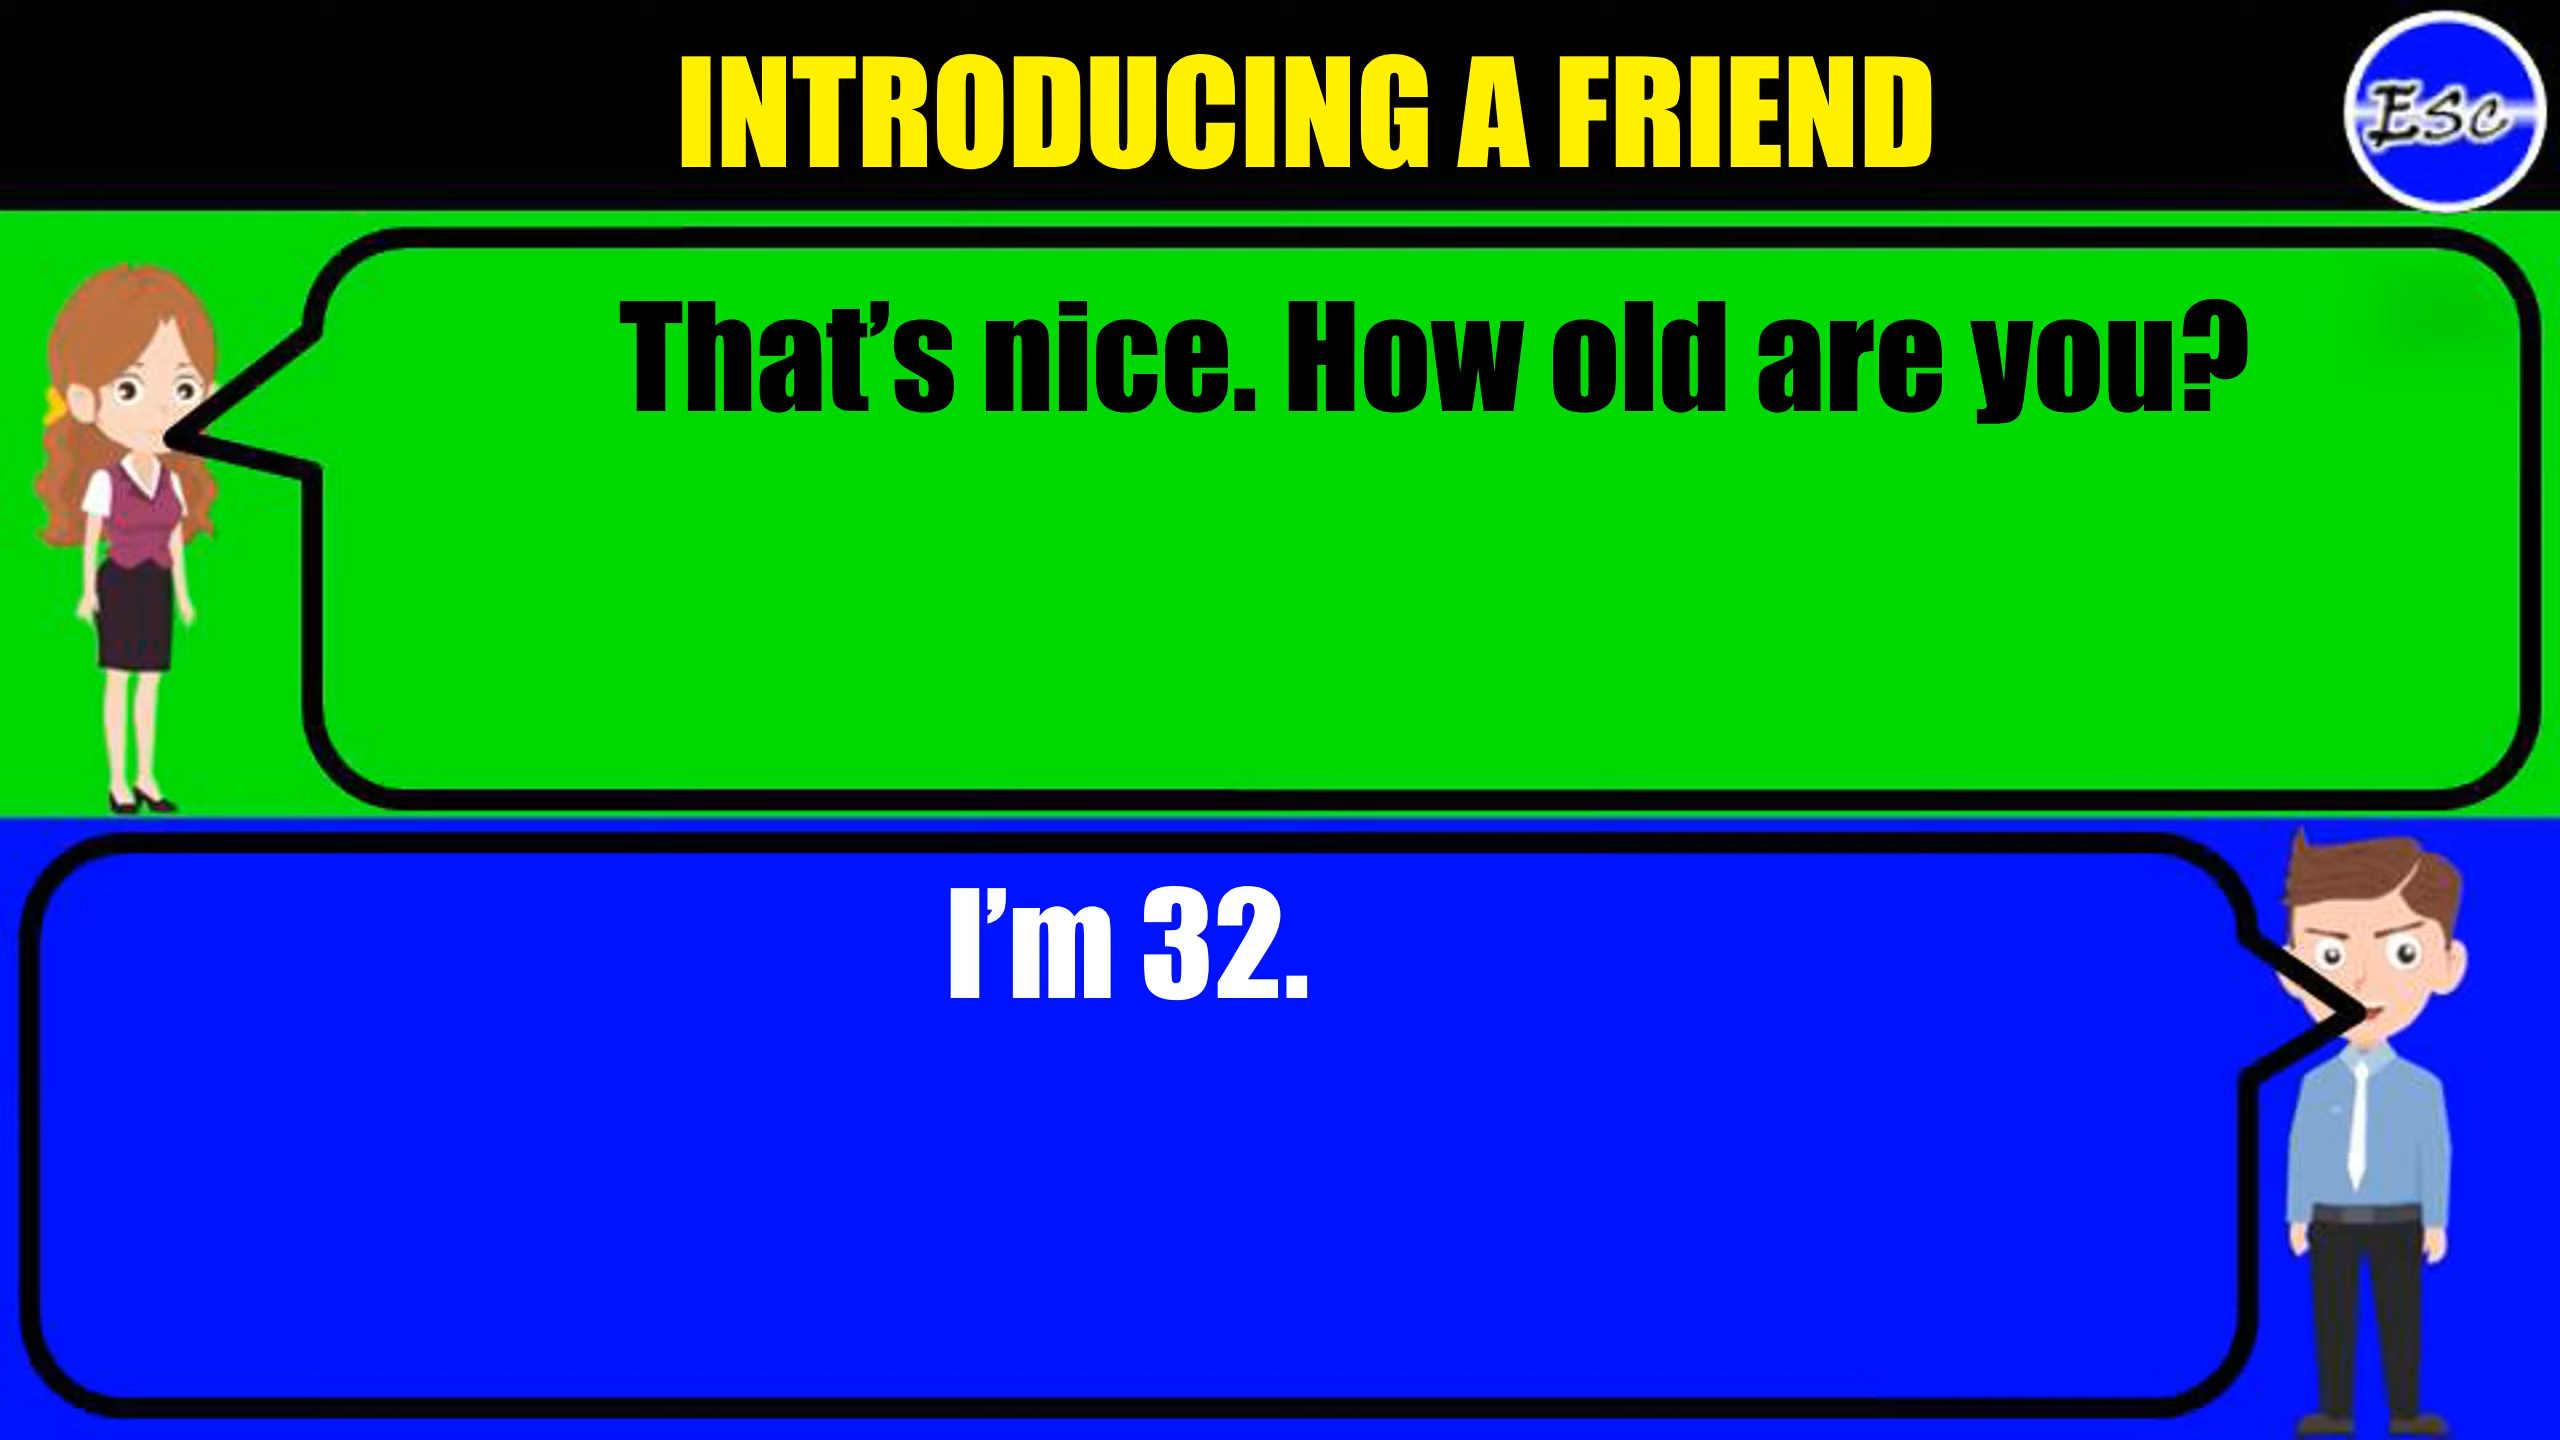 INTRODUCING A FRIEND
Esc
That’s nice. How old are you?
I’m 32.